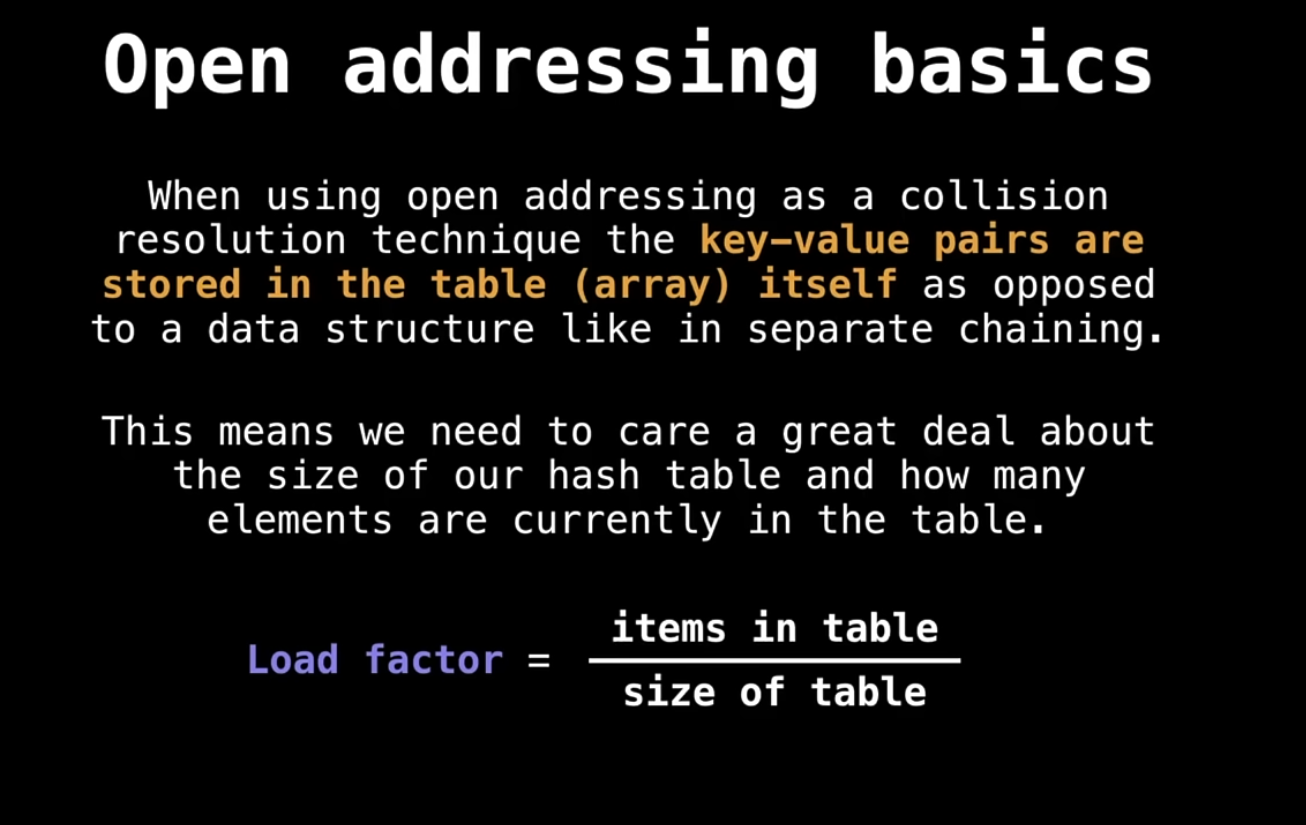 Open addressing basics
When using open addressing as a collision
resolution technique the key-value pairs are
stored in the table (array) itself as opposed
to a data structure like in separate chaining.
This means we need to care a great deal about
the size of our hash table and how many
elements are currently in the table.
items in table
Load factor =
size of table